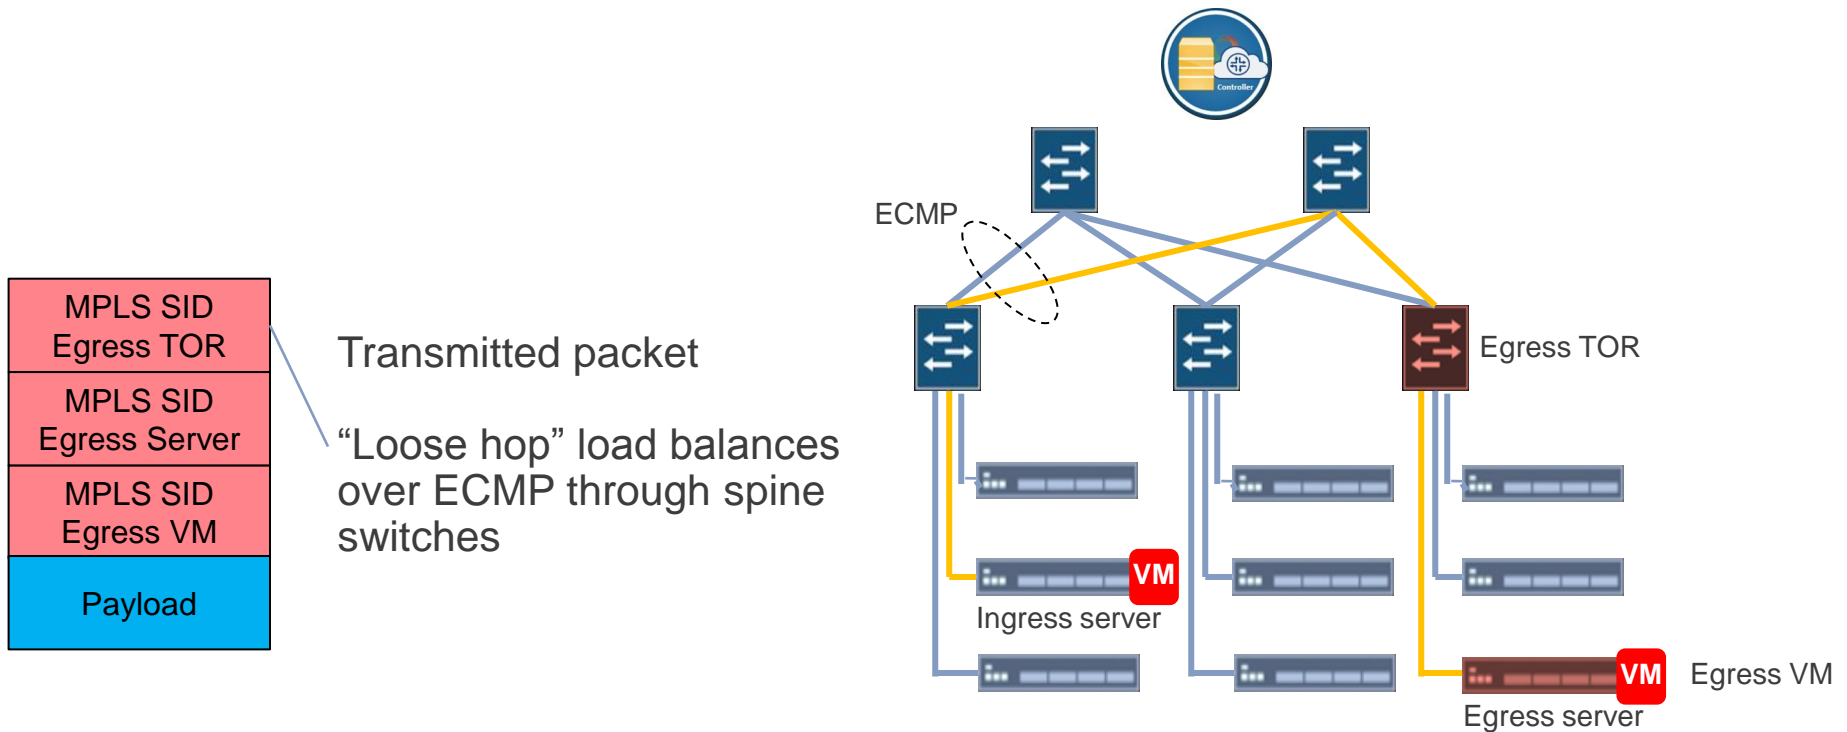 Controller
ECMP
MPLS SID
Egress TOR
MPLS SID
Egress Server
MPLS SID
Egress VM
Payload
Transmitted packet
“Loose hop” load balances
over ECMP through spine
switches
Egress TOR
VM
Ingress server
VM
Egress VM
Egress server